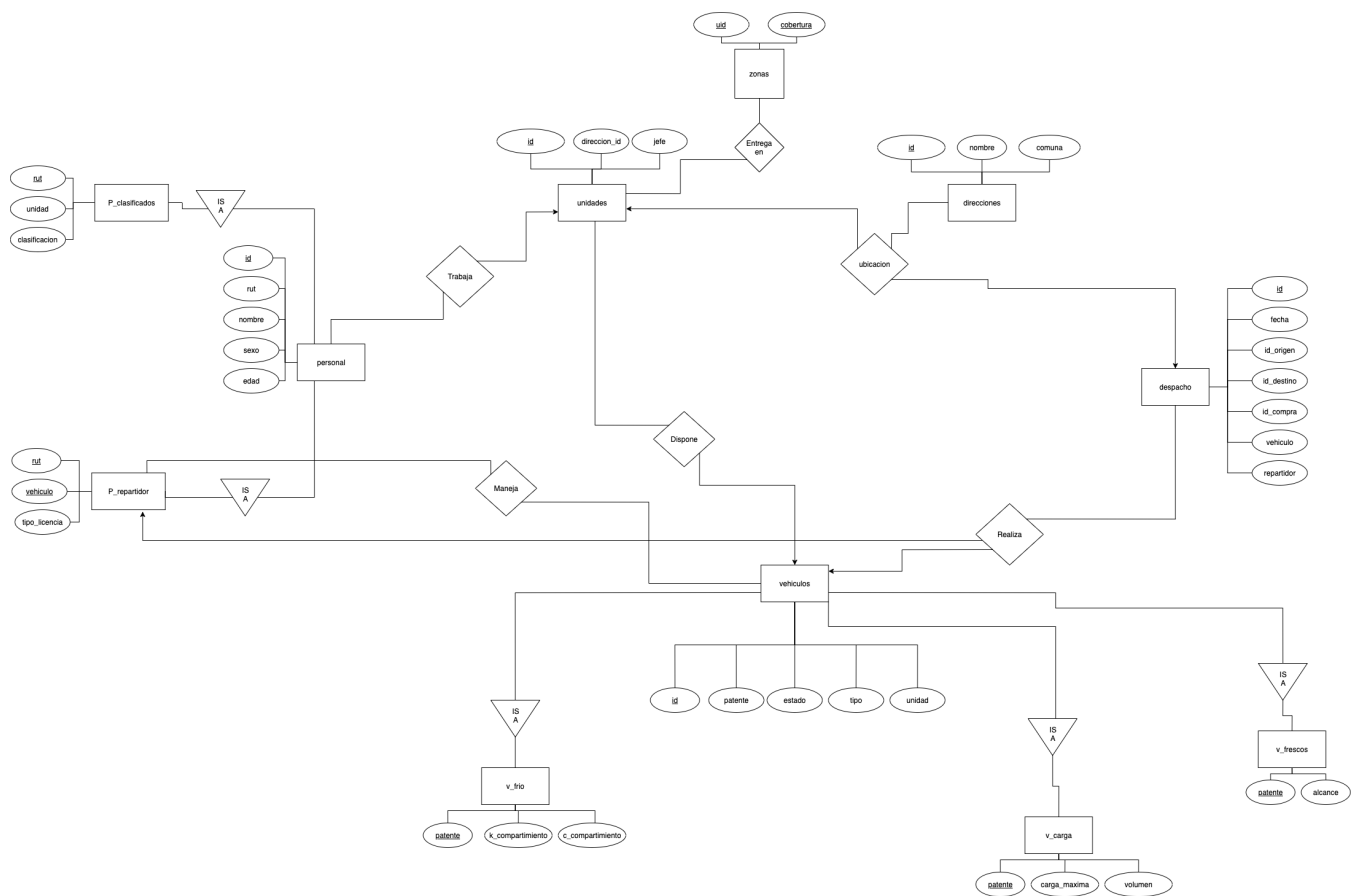 uid
cobertura
zonas
Entrega
en
id
direccion_id
jefe
id
nombre
comuna
unidades
direcciones
rut
P_clasificados
IS
A
unidad
clasificacion
id
rut
nombre
sexo
edad
personal
Trabaja
ubicacion
id
fecha
id_origen
id_destino
id_compra
vehiculo
repartidor
despacho
Dispone
rut
vehiculo
tipo_licencia
P_repartidor
IS
A
Maneja
Realiza
vehiculos
id
patente
estado
tipo
unidad
IS
A
IS
A
IS
A
v_frio
patente
k_compartimiento
c_compartimiento
v_frescos
patente
alcance
v_carga
patente
carga_maxima
volumen